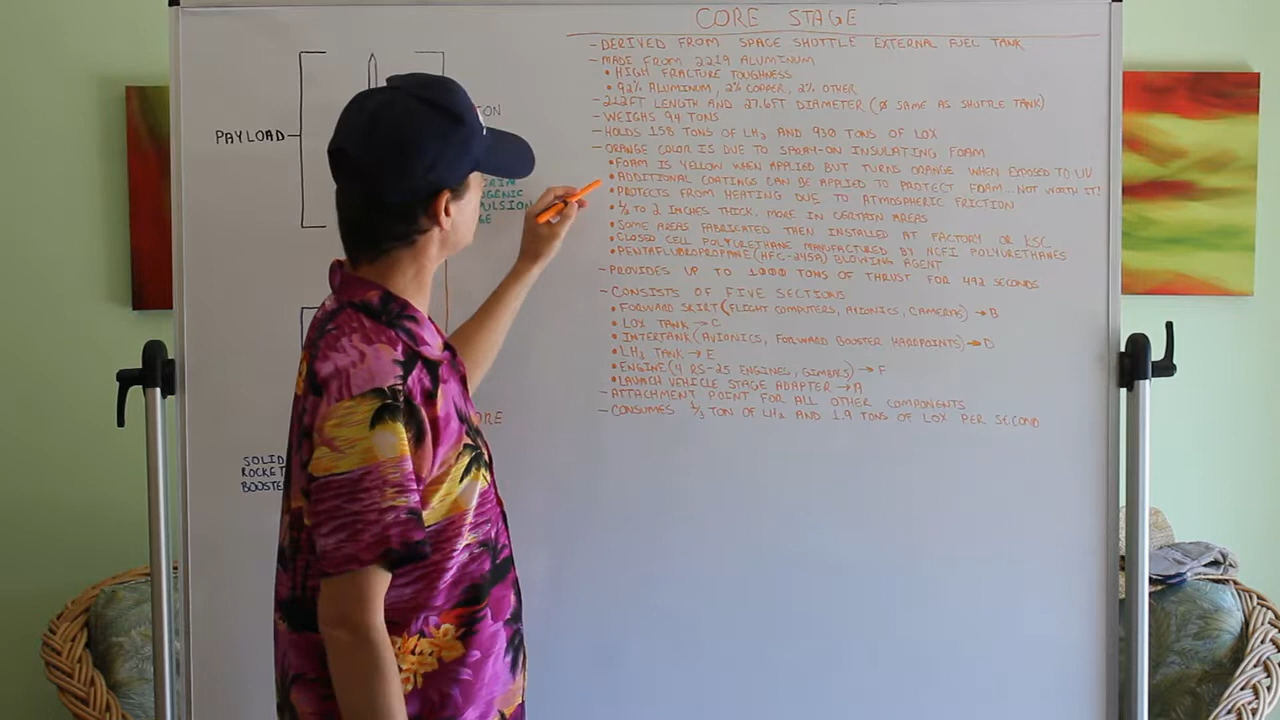 CORE STAGE
- DERIVED FROM SPACE SHUTTLE EXTERNAL FUEL TANK
- MADE FROM 2219 ALUMINUM
• HIGH FRACTURE TOUGHNESS
• 92% ALUMINUM, 2% COPPER, 2% OTHER
- 212FT LENGTH AND 27.6FT DIAMETER (Ø SAME AS SHUTTLE TANK)
- WEIGHS 94 TONS
- HOLDS 158 TONS OF LH2 AND 930 TONS OF LOX
- ORANGE COLOR IS DUE TO SPRAY-ON INSULATING FOAM
• FOAM IS YELLOW WHEN APPLIED BUT TURNS ORANGE WHEN EXPOSED TO UV
• ADDITIONAL COATINGS CAN BE APPLIED TO PROTECT FOAM...NOT WORTH IT!
• PROTECTS FROM HEATING DUE TO ATMOSPHERIC FRICTION
• 1/2 TO 2 INCHES THICK, MORE IN CERTAIN AREAS
• SOME AREAS FABRICATED THEN INSTALLED AT FACTORY OR KSC
• CLOSED CELL POLYURETHANE MANUFACTURED BY NCFI POLYURETHANES
• PENTAFLUOROPROPANE (HFC-245A) BLOWING AGENT
- PROVIDES UP TO 1000 TONS OF THRUST FOR 492 SECONDS
- CONSISTS OF FIVE SECTIONS
• FORWARD SKIRT (FLIGHT COMPUTERS, AVIONICS, CAMERAS) → B
• LOX TANK → C
• INTERTANK (AVIONICS, FORWARD BOOSTER HARDPOINTS) → D
• LH2 TANK → E
• ENGINE (4 RS-25 ENGINES, GIMBALS) → F
• LAUNCH VEHICLE STAGE ADAPTER → A
- ATTACHMENT POINT FOR ALL OTHER COMPONENTS
- CONSUMES 1/3 TON OF LH2 AND 1.9 TONS OF LOX PER SECOND
PAYLOAD
SOLID
ROCKET